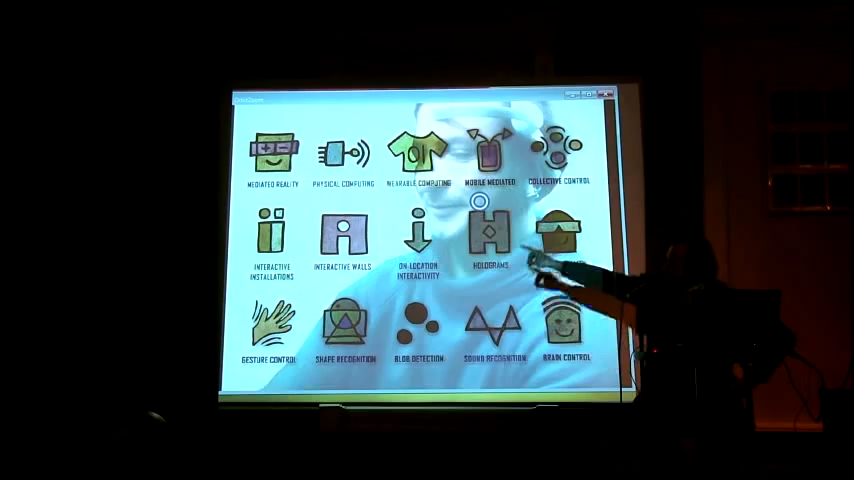 MEDIATED REALITY
PHYSICAL COMPUTING
WEARABLE COMPUTING
MOBILE MEDIATED
COLLECTIVE CONTROL
INTERACTIVE
INSTALLATIONS
INTERACTIVE WALLS
ON-LOCATION
INTERACTIVITY
HOLOGRAMS
GESTURE CONTROL
SHAPE RECOGNITION
BLOB DETECTION
SOUND RECOGNITION
BRAIN CONTROL